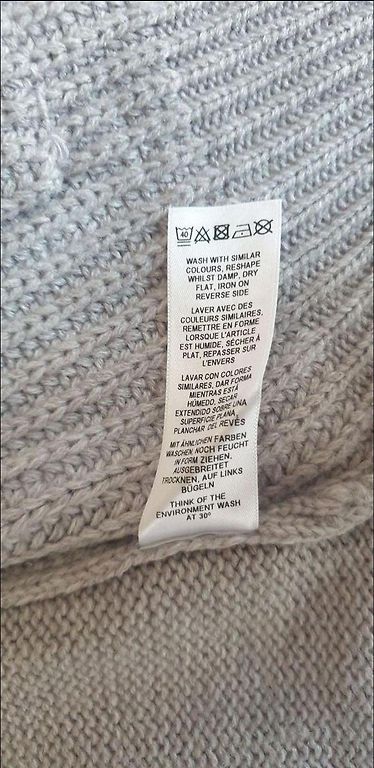 40
WASH WITH SIMILAR
COLOURS, RESHAPE
WHILST DAMP, DRY
FLAT, IRON ON
REVERSE SIDE
LAVER AVEC DES
COULEURS SIMILAIRES,
REMETTRE EN FORME
LORSQUE L'ARTICLE
EST HUMIDE, SÉCHER À
PLAT, REPASSER SUR
L'ENVERS
LAVAR CON COLORES
SIMILARES, DAR FORMA
MIENTRAS ESTÁ
HÚMEDO, SECAR
EXTENDIDO SOBRE UNA
SUPERFICIE PLANA,
PLANCHAR DEL REVÉS
MIT ÄHNLICHEN FARBEN
WASCHEN, NOCH FEUCHT
IN FORM ZIEHEN,
AUSGEBREITET
TROCKNEN, AUF LINKS
BÜGELN
THINK OF THE
ENVIRONMENT WASH
AT 30°